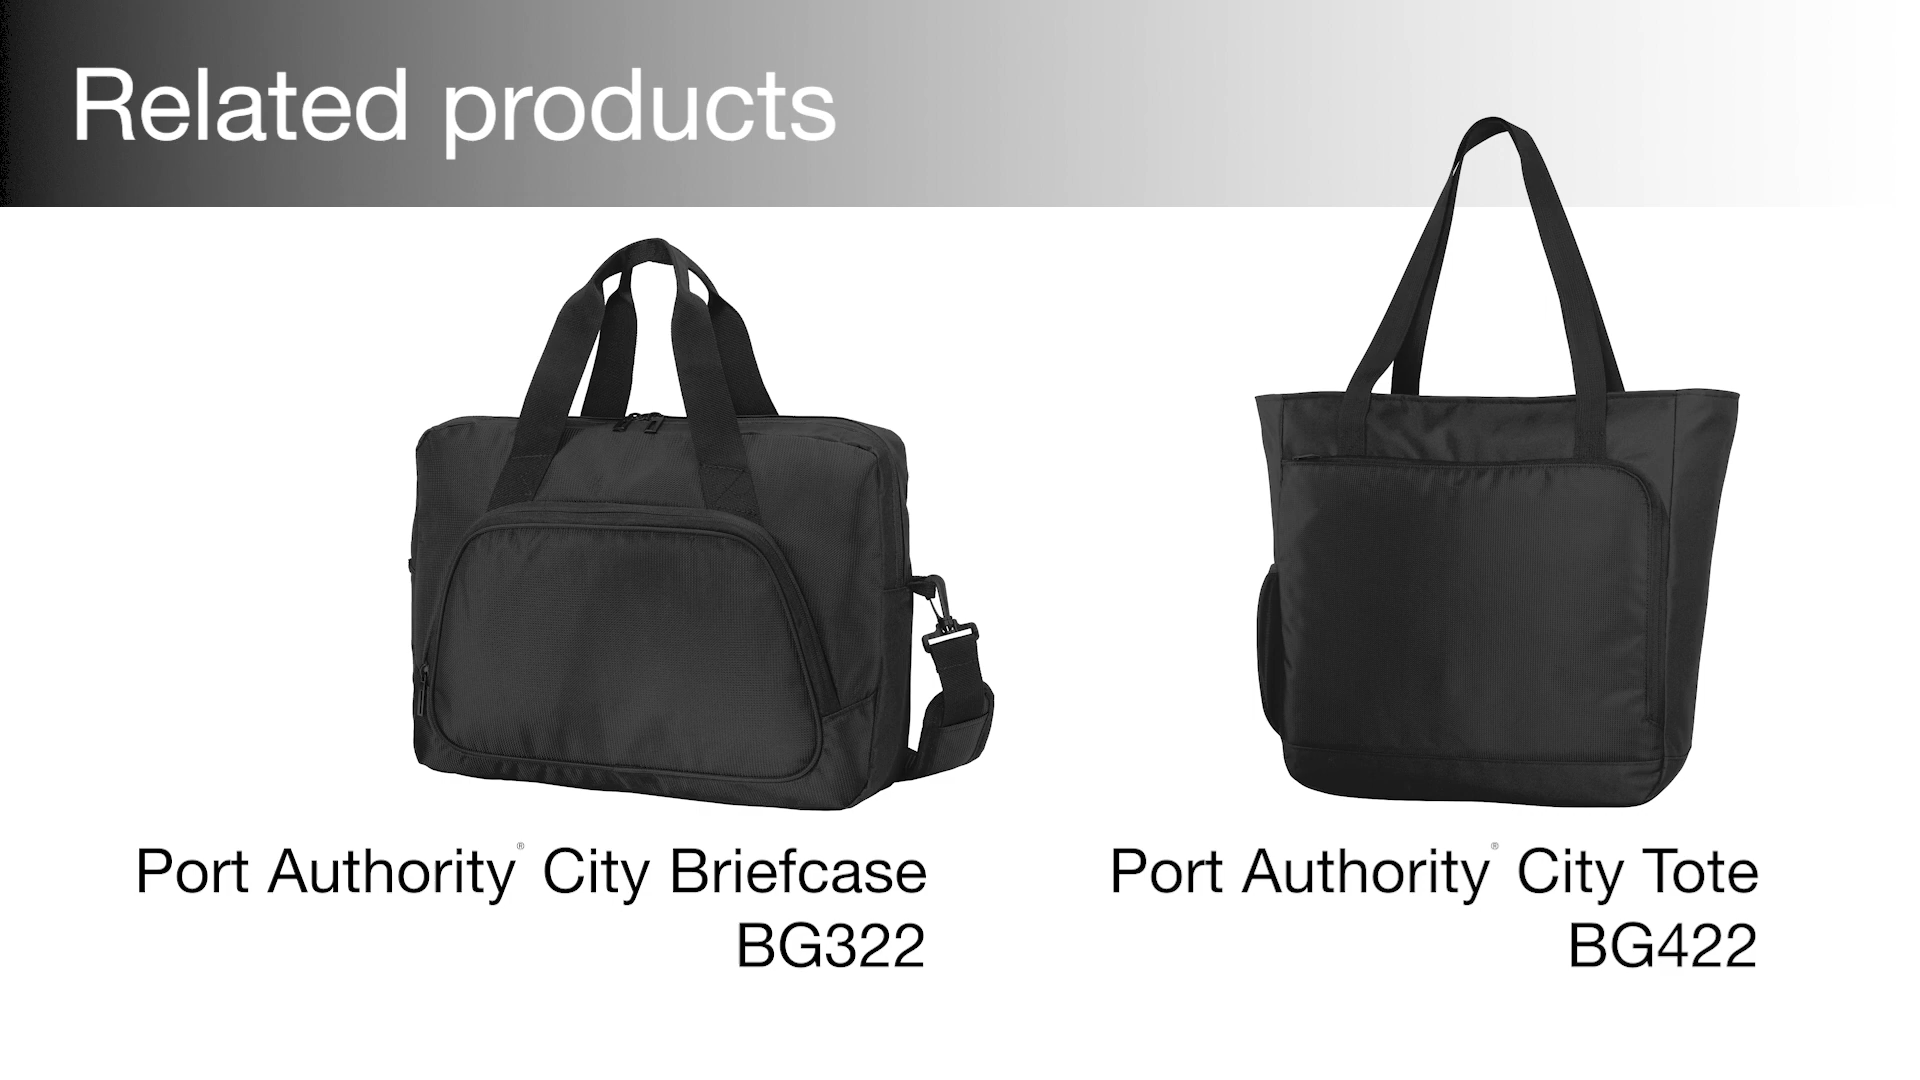 Related products
Port Authority® City Briefcase
BG322
Port Authority® City Tote
BG422